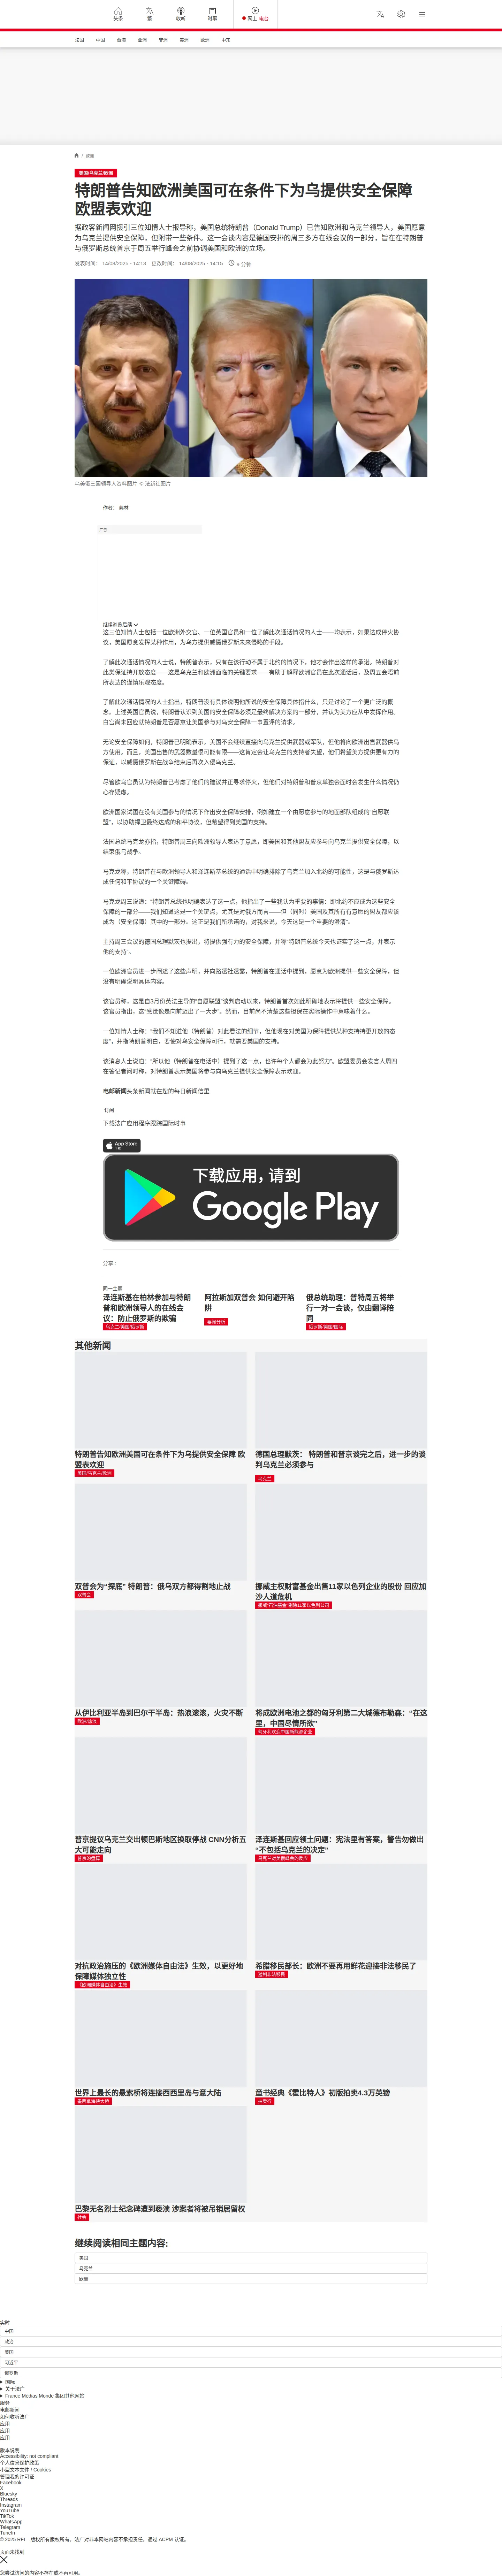 头条
繁
收听
时事
网上 电台
法国
中国
台海
亚洲
非洲
美洲
欧洲
中东
/ 欧洲
美国/乌克兰/欧洲
特朗普告知欧洲美国可在条件下为乌提供安全保障
欧盟表欢迎
据政客新闻网援引三位知情人士报导称，美国总统特朗普（Donald Trump）已告知欧洲和乌克兰领导人，美国愿意
为乌克兰提供安全保障，但附带一些条件。这一会谈内容是德国安排的周三多方在线会议的一部分，旨在在特朗普
与俄罗斯总统普京于周五举行峰会之前协调美国和欧洲的立场。
发表时间： 14/08/2025 - 14:13 更改时间： 14/08/2025 - 14:15 9 分钟
乌美俄三国领导人资料图片 © 法新社图片
作者： 弗林
广告
继续浏览后续
这三位知情人士包括一位欧洲外交官、一位英国官员和一位了解此次通话情况的人士——均表示，如果达成停火协
议，美国愿意发挥某种作用，为乌方提供威慑俄罗斯未来侵略的手段。
了解此次通话情况的人士说，特朗普表示，只有在该行动不属于北约的情况下，他才会作出这样的承诺。特朗普对
此类保证持开放态度——这是乌克兰和欧洲面临的关键要求——有助于解释欧洲官员在此次通话后，及周五会晤前
所表达的谨慎乐观态度。
了解此次通话情况的人士指出，特朗普没有具体说明他所说的安全保障具体指什么，只是讨论了一个更广泛的概
念。上述英国官员说，特朗普认识到美国的安全保障必须是最终解决方案的一部分，并认为美方应从中发挥作用。
白宫尚未回应就特朗普是否愿意让美国参与对乌安全保障一事置评的请求。
无论安全保障如何，特朗普已明确表示，美国不会继续直接向乌克兰提供武器或军队，但他将向欧洲出售武器供乌
方使用。而且，美国出售的武器数量很可能有限——这肯定会让乌克兰的支持者失望，他们希望美方提供更有力的
保证，以威慑俄罗斯在战争结束后再次入侵乌克兰。
尽管欧乌官员认为特朗普已考虑了他们的建议并正寻求停火，但他们对特朗普和普京单独会面时会发生什么情况仍
心存疑虑。
欧洲国家试图在没有美国参与的情况下作出安全保障安排，例如建立一个由愿意参与的地面部队组成的“自愿联
盟”，以协助捍卫最终达成的和平协议，但希望得到美国的支持。
法国总统马克龙亦指，特朗普周三向欧洲领导人表达了意愿，即美国和其他盟友应参与向乌克兰提供安全保障，以
结束俄乌战争。
马克龙称，特朗普在与欧洲领导人和泽连斯基总统的通话中明确排除了乌克兰加入北约的可能性，这是与俄罗斯达
成任何和平协议的一个关键障碍。
马克龙周三说道：“特朗普总统也明确表达了这一点，他指出了一些我认为重要的事情：即北约不应成为这些安全
保障的一部分——我们知道这是一个关键点，尤其是对俄方而言——但（同时）美国及其所有有意愿的盟友都应该
成为（安全保障）其中的一部分。这正是我们所承诺的，对我来说，今天这是一个重要的澄清”。
主持周三会议的德国总理默茨也提出，将提供强有力的安全保障，并称“特朗普总统今天也证实了这一点，并表示
他的支持”。
一位欧洲官员进一步阐述了这些声明，并向路透社透露，特朗普在通话中提到，愿意为欧洲提供一些安全保障，但
没有明确说明具体内容。
该官员称，这是自3月份英法主导的“自愿联盟”谈判启动以来，特朗普首次如此明确地表示将提供一些安全保障。
该官员指出，这“感觉像是向前迈出了一大步”。然而，目前尚不清楚这些担保在实际操作中意味着什么。
一位知情人士称：“我们不知道他（特朗普）对此看法的细节，但他现在对美国为保障提供某种支持持更开放的态
度”，并指特朗普明白，要使对乌安全保障可行，就需要美国的支持。
该消息人士说道：“所以他（特朗普在电话中）提到了这一点，也许每个人都会为此努力”。欧盟委员会发言人周四
在答记者问时称，对特朗普表示美国将参与向乌克兰提供安全保障表示欢迎。
电邮新闻头条新闻就在您的每日新闻信里
订阅
下载法广应用程序跟踪国际时事
App Store
下载
下载应用，请到
Google Play
分享 :
同一主题
泽连斯基在柏林参加与特朗
普和欧洲领导人的在线会
议：防止俄罗斯的欺骗
乌克兰/美国/俄罗斯
阿拉斯加双普会 如何避开陷
阱
要闻分析
俄总统助理：普特周五将举
行一对一会谈，仅由翻译陪
同
俄罗斯/美国/国际
其他新闻
特朗普告知欧洲美国可在条件下为乌提供安全保障 欧
盟表欢迎
美国/乌克兰/欧洲
德国总理默茨： 特朗普和普京谈完之后，进一步的谈
判乌克兰必须参与
乌克兰
双普会为“探底” 特朗普：俄乌双方都得割地止战
双普会
挪威主权财富基金出售11家以色列企业的股份 回应加
沙人道危机
挪威“石油基金”剔除11家以色列公司
从伊比利亚半岛到巴尔干半岛：热浪滚滚，火灾不断
欧洲/热浪
将成欧洲电池之都的匈牙利第二大城德布勒森：“在这
里，中国尽情所欲”
匈牙利欢迎中国新能源企业
普京提议乌克兰交出顿巴斯地区换取停战 CNN分析五
大可能走向
普京的盘算
泽连斯基回应领土问题：宪法里有答案，警告勿做出
“不包括乌克兰的决定”
乌克兰对美俄峰会的反应
对抗政治施压的《欧洲媒体自由法》生效，以更好地
保障媒体独立性
《欧洲媒体自由法》生效
希腊移民部长：欧洲不要再用鲜花迎接非法移民了
遏制非法移民
世界上最长的悬索桥将连接西西里岛与意大陆
墨西拿海峡大桥
童书经典《霍比特人》初版拍卖4.3万英镑
拍卖行
巴黎无名烈士纪念碑遭到亵渎 涉案者将被吊销居留权
社会
继续阅读相同主题内容:
美国
乌克兰
欧洲
实时
中国
政治
美国
习近平
俄罗斯
国际
关于法广
France Médias Monde 集团其他网站
服务
电邮新闻
如何收听法广
应用
应用
应用
版本说明
Accessibility: not compliant
个人信息保护政策
小型文本文件 / Cookies
管理我的许可证
Facebook
X
Bluesky
Threads
Instagram
YouTube
TikTok
WhatsApp
Telegram
TuneIn
© 2025 RFI – 版权所有版权所有。法广对非本网站内容不承担责任。通过 ACPM 认证。
页面未找到
您尝试访问的内容不存在或不再可用。